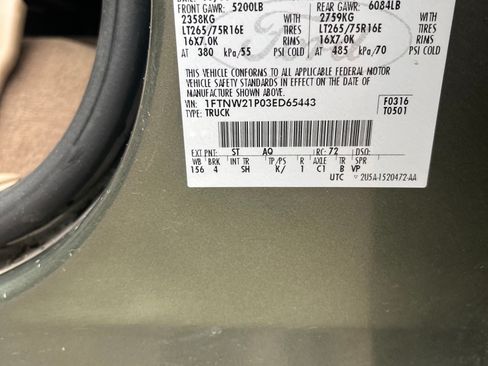 FRONT GAWR: 5200LB REAR GAWR: 6084LB
2358KG WITH 2759KG WITH
LT265/75R16E TIRES LT265/75R16E TIRES
16X7.0K RIMS 16X7.0K RIMS
AT 380 kPa/55 PSI COLD AT 485 kPa/70 PSI COLD
THIS VEHICLE CONFORMS TO ALL APPLICABLE FEDERAL MOTOR
VEHICLE SAFETY STANDARDS IN EFFECT ON THE DATE OF
MANUFACTURE SHOWN ABOVE.
VIN: 1FTNW21P03ED65443 F0316
TYPE: TRUCK T0501
EXT PNT: ST AQ RC: 72 DSO:
WB BRK INT TR TP/PS R AXLE TR SPR
156 4 SH K/ 1 C1 B VP
UTC 2U5A-1520472-AA
Ford